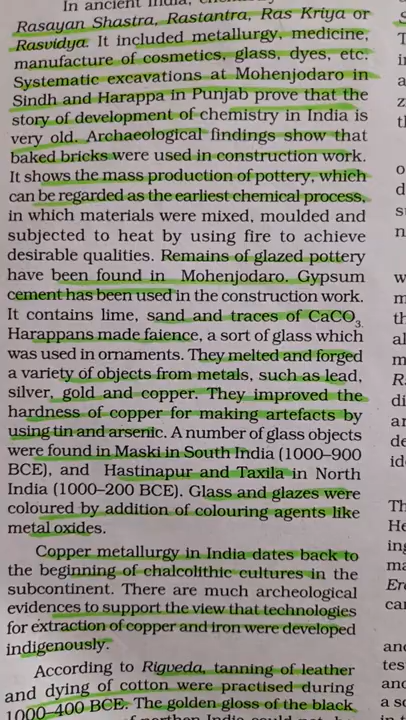 In ancient India,
Rasayan Shastra, Rastantra, Ras Kriya or
Rasvidya. It included metallurgy, medicine,
manufacture of cosmetics, glass, dyes, etc.
Systematic excavations at Mohenjodaro in
Sindh and Harappa in Punjab prove that the
story of development of chemistry in India is
very old. Archaeological findings show that
baked bricks were used in construction work.
It shows the mass production of pottery, which
can be regarded as the earliest chemical process,
in which materials were mixed, moulded and
subjected to heat by using fire to achieve
desirable qualities. Remains of glazed pottery
have been found in Mohenjodaro. Gypsum
cement has been used in the construction work.
It contains lime, sand and traces of CaCO₃.
Harappans made faience, a sort of glass which
was used in ornaments. They melted and forged
a variety of objects from metals, such as lead,
silver, gold and copper. They improved the
hardness of copper for making artefacts by
using tin and arsenic. A number of glass objects
were found in Maski in South India (1000–900
BCE), and Hastinapur and Taxila in North
India (1000–200 BCE). Glass and glazes were
coloured by addition of colouring agents like
metal oxides.
Copper metallurgy in India dates back to
the beginning of chalcolithic cultures in the
subcontinent. There are much archeological
evidences to support the view that technologies
for extraction of copper and iron were developed
indigenously.
According to Rigveda, tanning of leather
and dying of cotton were practised during
1000–400 BCE. The golden gloss of the black